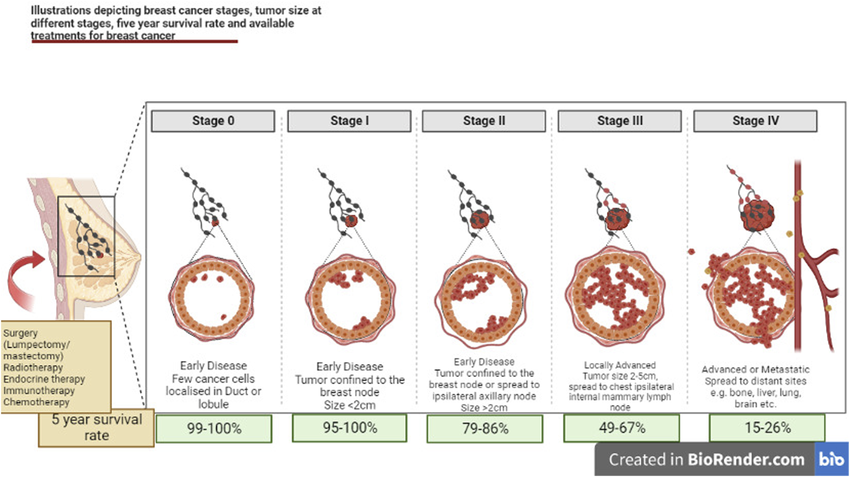 Illustrations depicting breast cancer stages, tumor size at
different stages, five year survival rate and available
treatments for breast cancer
Stage 0
Stage I
Stage II
Stage III
Stage IV
Surgery
(Lumpectomy/
mastectomy)
Radiotherapy
Endocrine therapy
Immunotherapy
Chemotherapy
Early Disease
Few cancer cells
localised in Duct or
lobule
Early Disease
Tumor confined to the
breast node
Size <2cm
Early Disease
Tumor confined to the
breast node or spread to
ipsilateral axillary node
Size >2cm
Locally Advanced
Tumor size 2-5cm,
spread to chest ipsilateral
internal mammary lymph
node
Advanced or Metastatic
Spread to distant sites
e.g. bone, liver, lung,
brain etc.
5 year survival
rate
99-100%
95-100%
79-86%
49-67%
15-26%
Created in BioRender.com bio